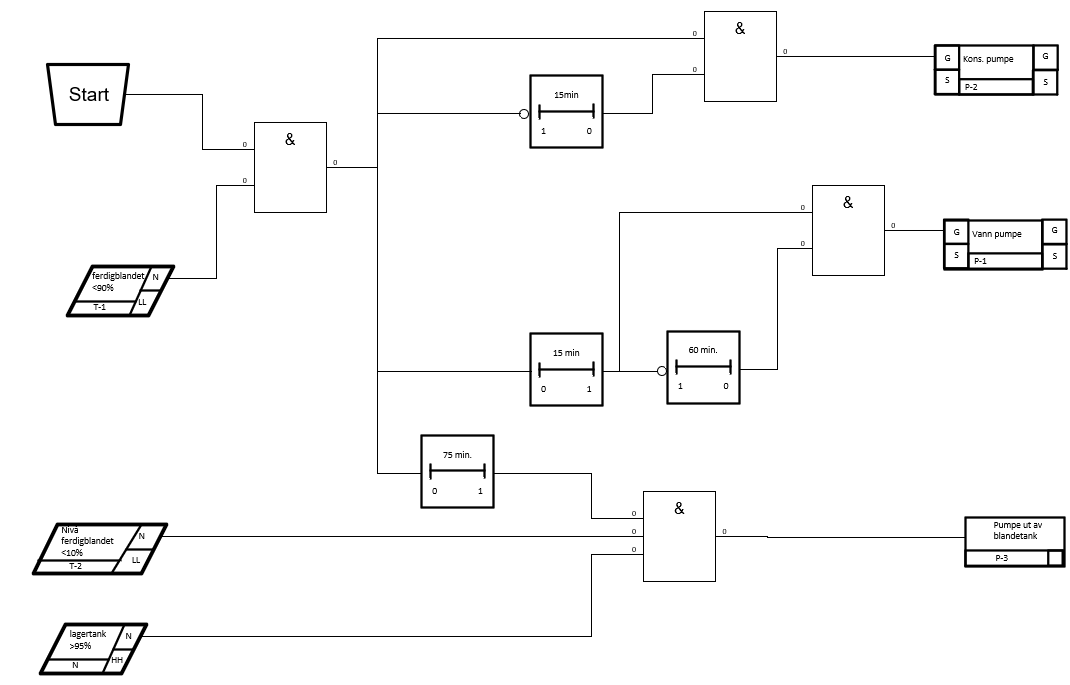 &
0
0
0
Kons. pumpe
G
G
S
S
P-2
Start
15min
1
0
&
0
0
0
&
0
0
0
Vann pumpe
G
G
S
S
P-1
ferdigblandet
<90%
N
LL
T-1
15 min
0
1
60 min.
1
0
75 min.
0
1
&
0
0
0
0
Nivå
ferdigblandet
<10%
N
LL
T-2
Pumpe ut av
blandetank
P-3
lagertank
>95%
N
HH
N